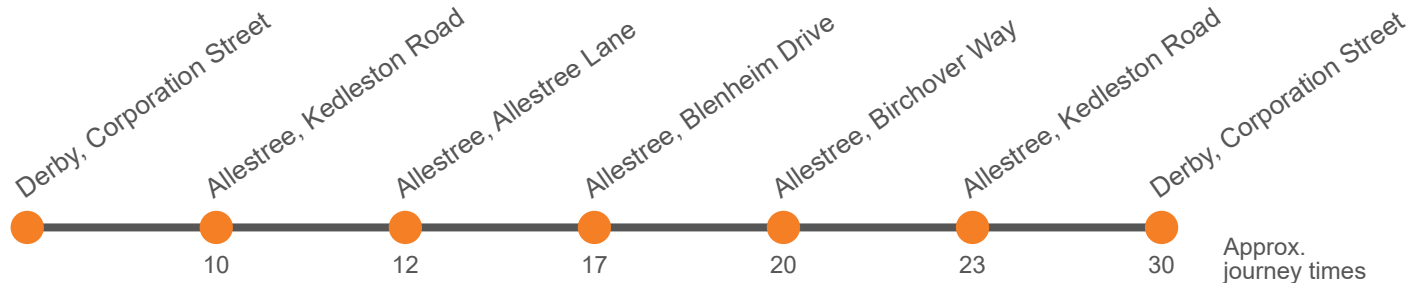 Derby, Corporation Street
Allestree, Kedleston Road
Allestree, Allestree Lane
Allestree, Blenheim Drive
Allestree, Birchover Way
Allestree, Kedleston Road
Derby, Corporation Street
10
12
17
20
23
30
Approx.
journey times